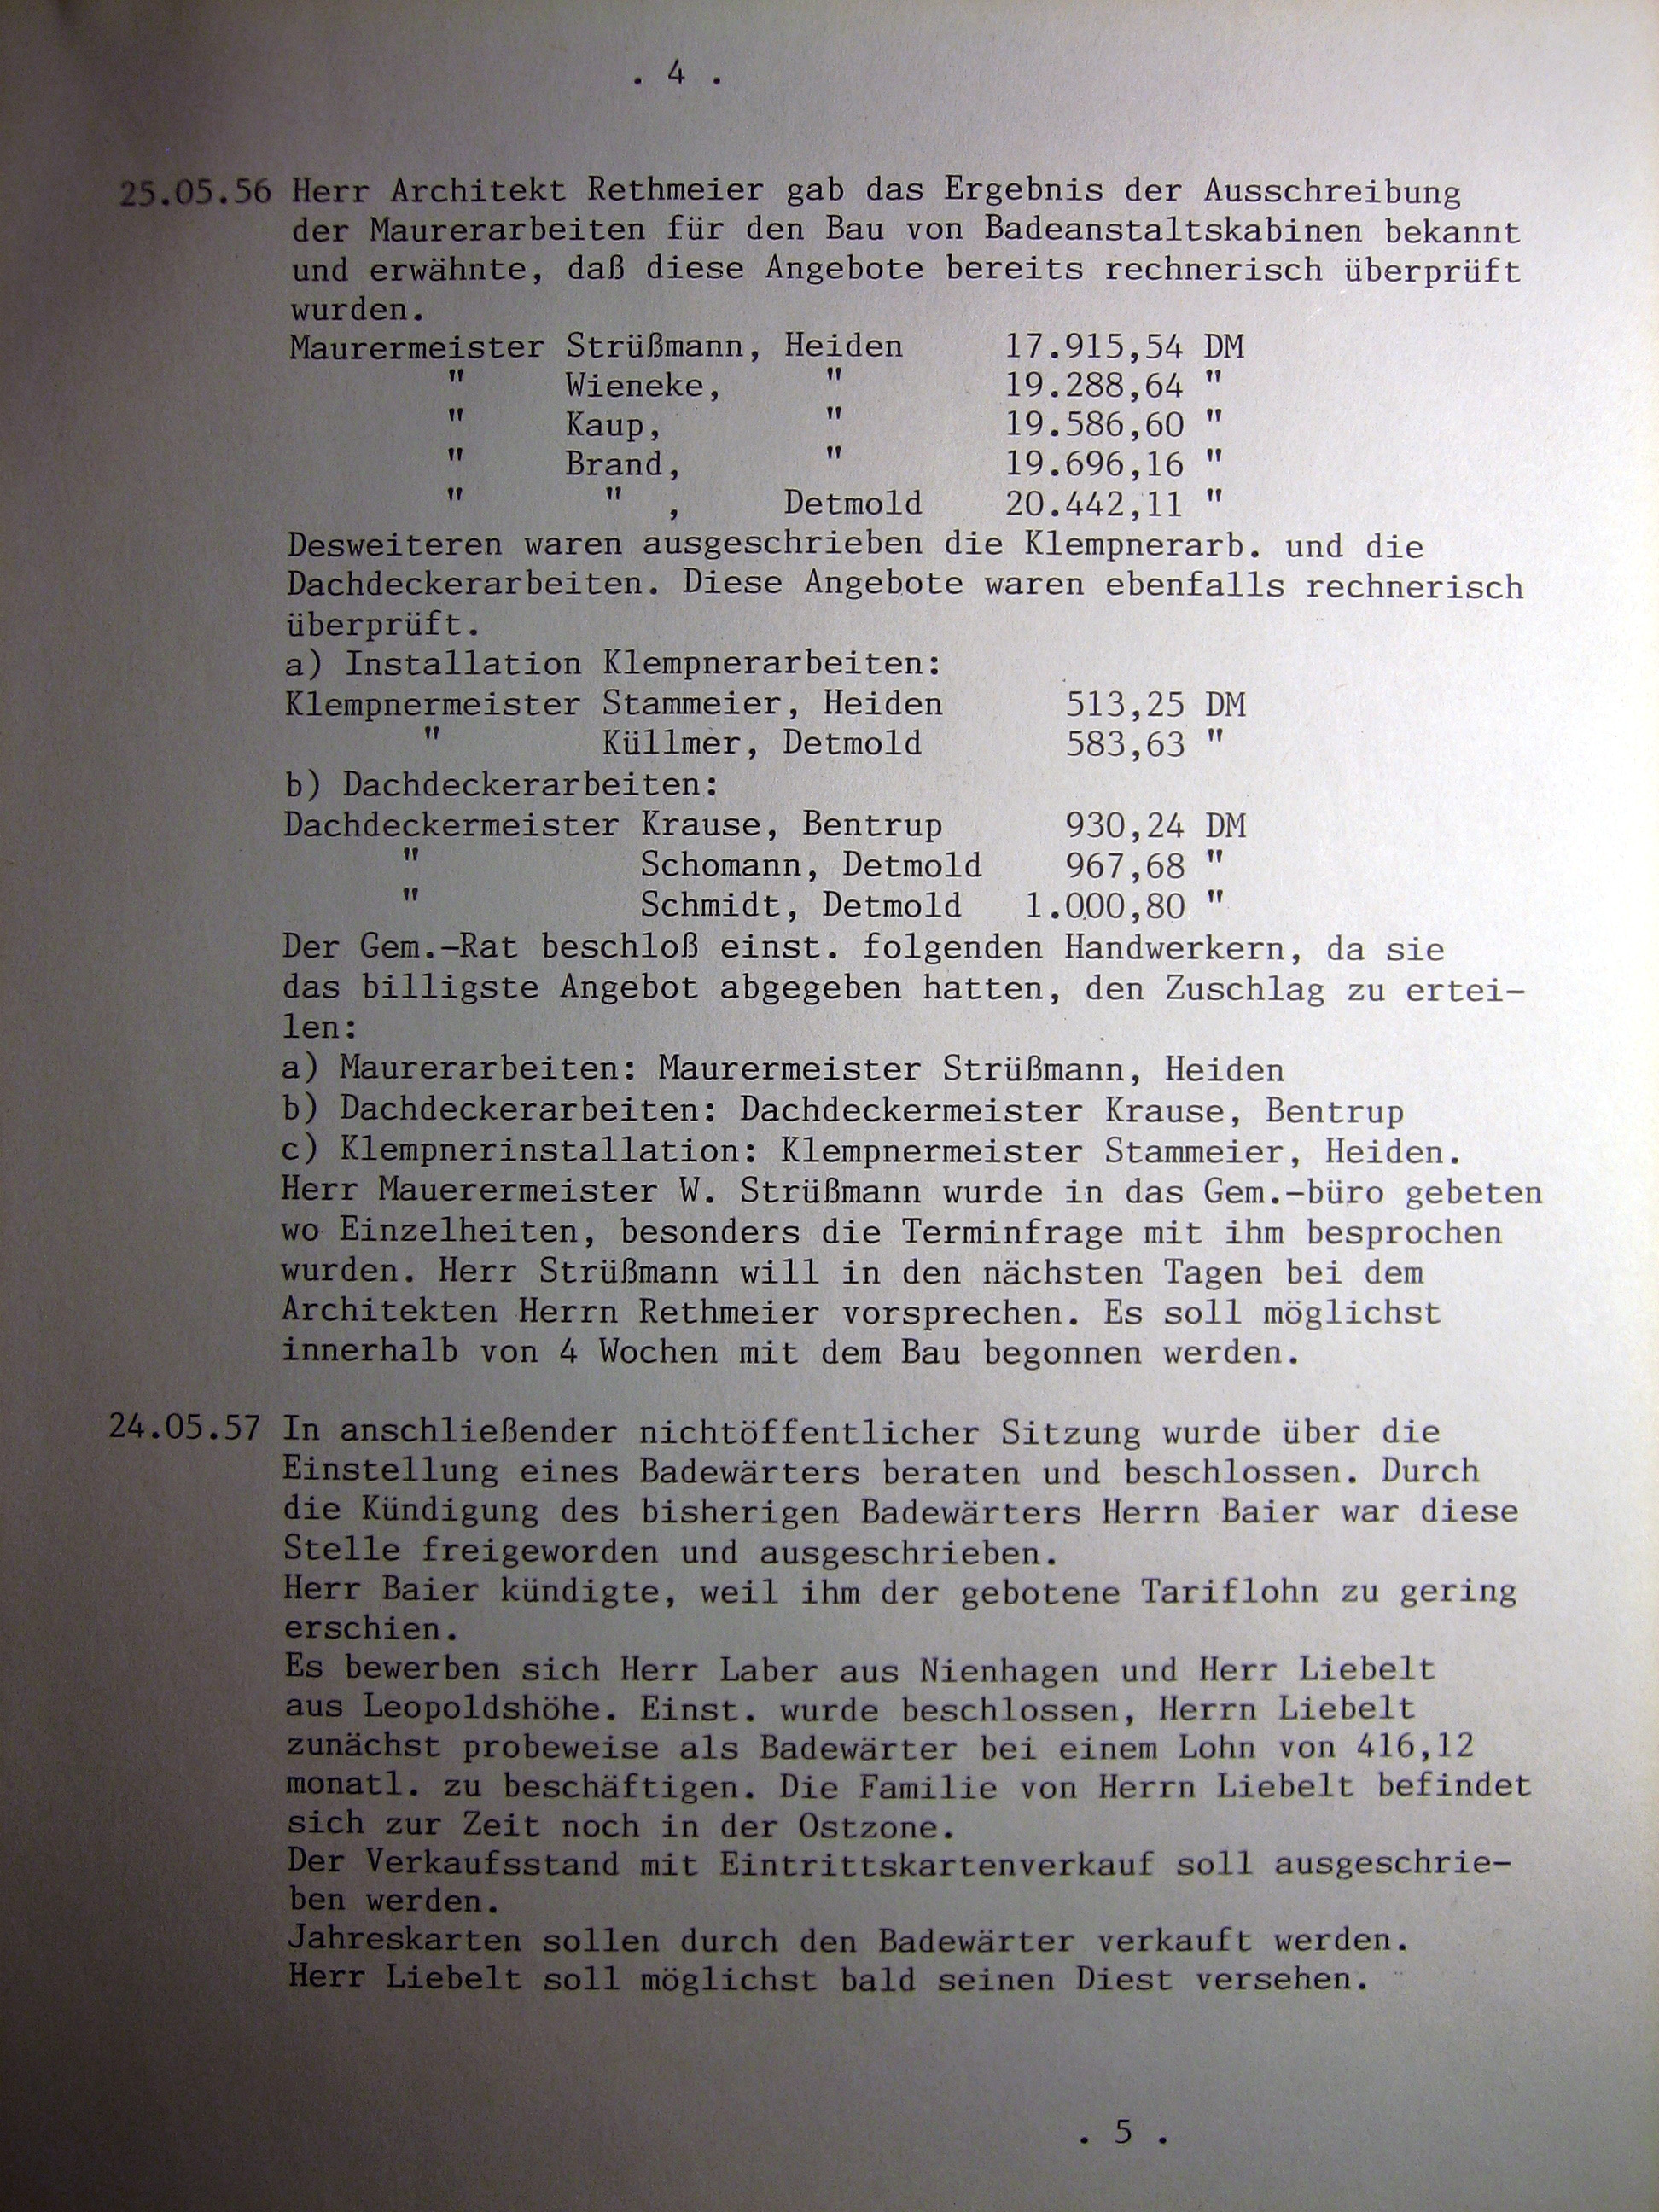 . 4 .
25.05.56 Herr Architekt Rethmeier gab das Ergebnis der Ausschreibung
der Maurerarbeiten für den Bau von Badeanstaltskabinen bekannt
und erwähnte, daß diese Angebote bereits rechnerisch überprüft
wurden.
Maurermeister Strüßmann, Heiden 17.915,54 DM
" Wieneke, " 19.288,64 "
" Kaup, " 19.586,60 "
" Brand, " 19.696,16 "
" " , Detmold 20.442,11 "
Desweiteren waren ausgeschrieben die Klempnerarb. und die
Dachdeckerarbeiten. Diese Angebote waren ebenfalls rechnerisch
überprüft.
a) Installation Klempnerarbeiten:
Klempnermeister Stammeier, Heiden 513,25 DM
" Küllmer, Detmold 583,63 "
b) Dachdeckerarbeiten:
Dachdeckermeister Krause, Bentrup 930,24 DM
" Schomann, Detmold 967,68 "
" Schmidt, Detmold 1.000,80 "
Der Gem.-Rat beschloß einst. folgenden Handwerkern, da sie
das billigste Angebot abgegeben hatten, den Zuschlag zu ertei-
len:
a) Maurerarbeiten: Maurermeister Strüßmann, Heiden
b) Dachdeckerarbeiten: Dachdeckermeister Krause, Bentrup
c) Klempnerinstallation: Klempnermeister Stammeier, Heiden.
Herr Mauerermeister W. Strüßmann wurde in das Gem.-büro gebeten
wo Einzelheiten, besonders die Terminfrage mit ihm besprochen
wurden. Herr Strüßmann will in den nächsten Tagen bei dem
Architekten Herrn Rethmeier vorsprechen. Es soll möglichst
innerhalb von 4 Wochen mit dem Bau begonnen werden.
24.05.57 In anschließender nichtöffentlicher Sitzung wurde über die
Einstellung eines Badewärters beraten und beschlossen. Durch
die Kündigung des bisherigen Badewärters Herrn Baier war diese
Stelle freigeworden und ausgeschrieben.
Herr Baier kündigte, weil ihm der gebotene Tariflohn zu gering
erschien.
Es bewerben sich Herr Laber aus Nienhagen und Herr Liebelt
aus Leopoldshöhe. Einst. wurde beschlossen, Herrn Liebelt
zunächst probeweise als Badewärter bei einem Lohn von 416,12
monatl. zu beschäftigen. Die Familie von Herrn Liebelt befindet
sich zur Zeit noch in der Ostzone.
Der Verkaufsstand mit Eintrittskartenverkauf soll ausgeschrie-
ben werden.
Jahreskarten sollen durch den Badewärter verkauft werden.
Herr Liebelt soll möglichst bald seinen Diest versehen.
. 5 .